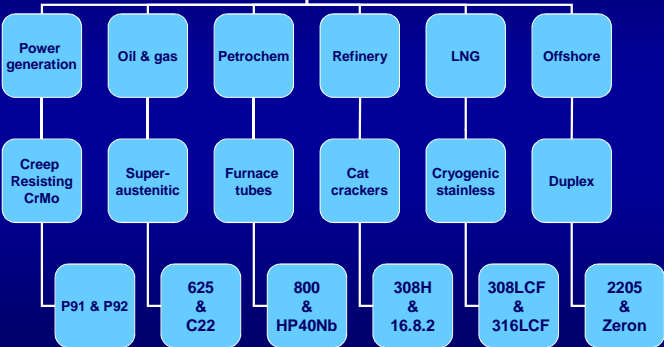 Power
generation
Oil & gas
Petrochem
Refinery
LNG
Offshore
Creep
Resisting
CrMo
Super-
austenitic
Furnace
tubes
Cat
crackers
Cryogenic
stainless
Duplex
P91 & P92
625
&
C22
800
&
HP40Nb
308H
&
16.8.2
308LCF
&
316LCF
2205
&
Zeron